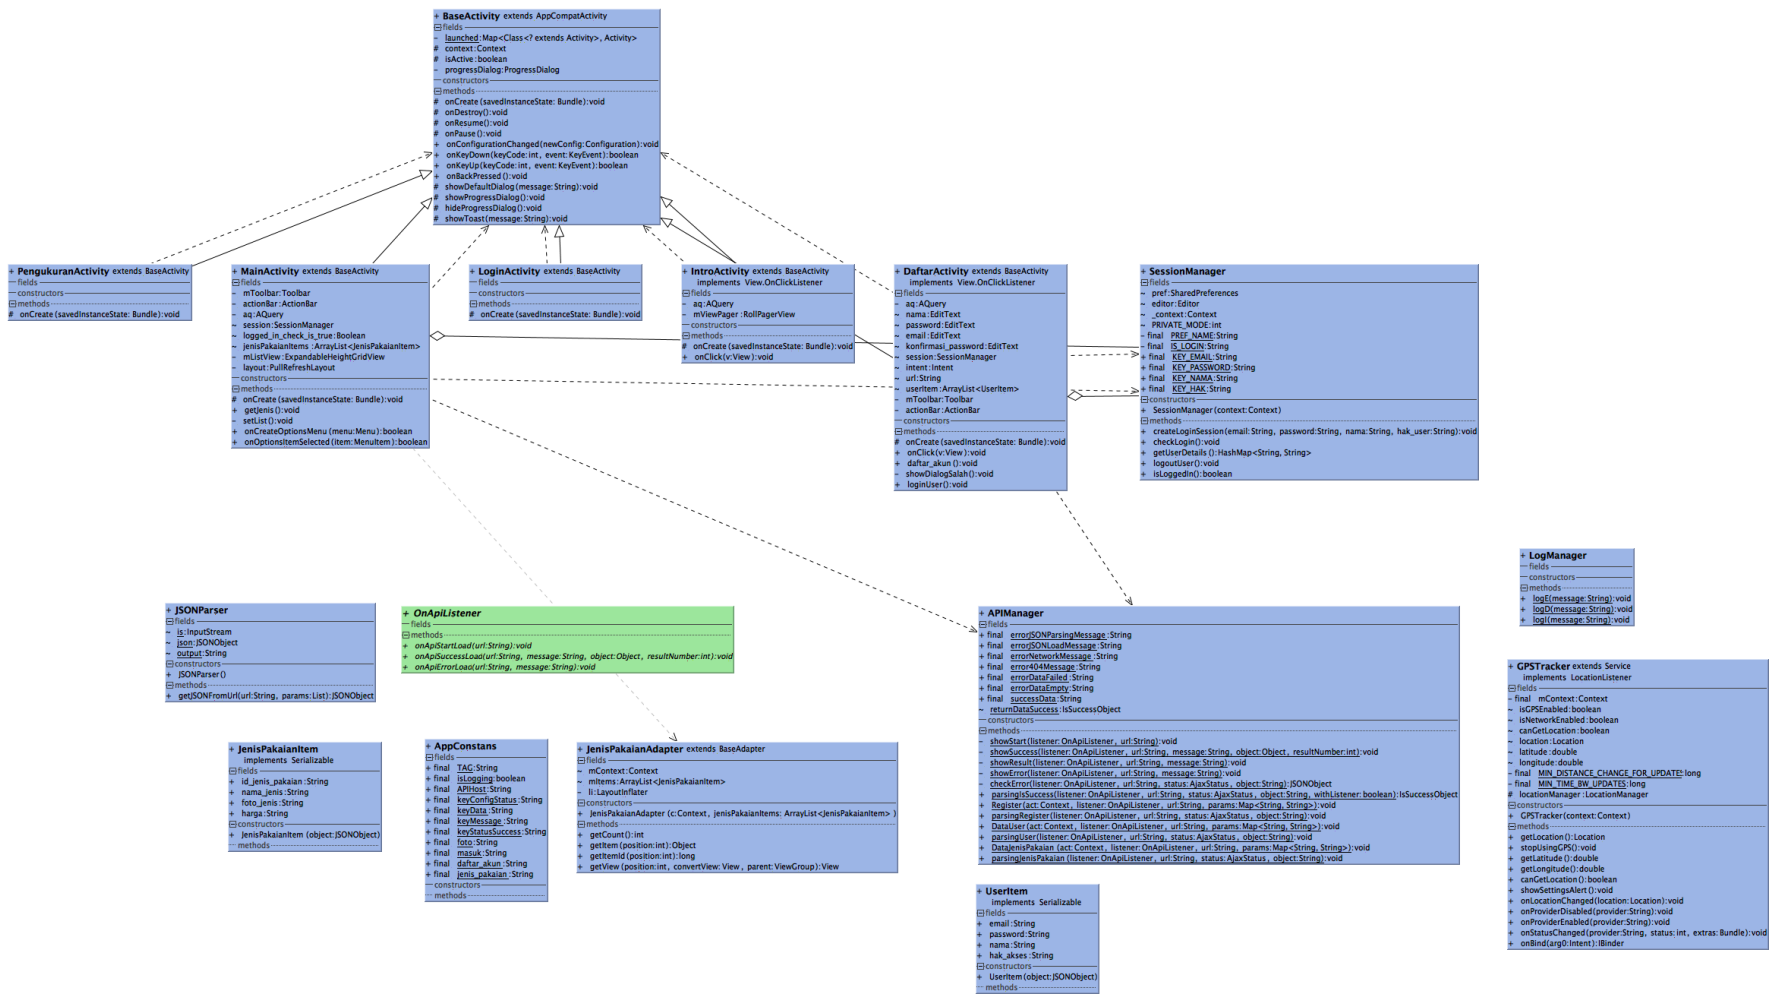 + BaseActivity extends AppCompatActivity
fields
- launched:Map<Class<? extends Activity>, Activity>
# context:Context
# isActive:boolean
- progressDialog:ProgressDialog
constructors
methods
# onCreate(savedInstanceState: Bundle):void
# onDestroy():void
# onResume():void
# onPause():void
+ onConfigurationChanged(newConfig:Configuration):void
+ onKeyDown(keyCode:int, event:KeyEvent):boolean
+ onKeyUp(keyCode:int, event:KeyEvent):boolean
+ onBackPressed():void
# showDefaultDialog(message:String):void
# showProgressDialog():void
# hideProgressDialog():void
# showToast(message:String):void
+ PengukuranActivity extends BaseActivity
fields
constructors
methods
# onCreate(savedInstanceState: Bundle):void
+ MainActivity extends BaseActivity
fields
- mToolbar:Toolbar
- actionBar:ActionBar
- aq:AQuery
~ session:SessionManager
~ logged_in_check_is_true:Boolean
~ jenisPakaianItems:ArrayList<JenisPakaianItem>
- mListView:ExpandableHeightGridView
- layout:PullRefreshLayout
constructors
methods
# onCreate(savedInstanceState: Bundle):void
+ getJenis():void
- setList():void
+ onCreateOptionsMenu(menu:Menu):boolean
+ onOptionsItemSelected(item:MenuItem):boolean
+ LoginActivity extends BaseActivity
fields
constructors
methods
# onCreate(savedInstanceState: Bundle):void
+ IntroActivity extends BaseActivity
implements View.OnClickListener
fields
- aq:AQuery
- mViewPager:RollPagerView
constructors
methods
# onCreate(savedInstanceState: Bundle):void
+ onClick(v:View):void
+ DaftarActivity extends BaseActivity
implements View.OnClickListener
fields
- aq:AQuery
~ nama:EditText
~ password:EditText
~ email:EditText
~ konfirmasi_password:EditText
~ session:SessionManager
~ intent:Intent
~ url:String
~ userItem:ArrayList<UserItem>
- mToolbar:Toolbar
- actionBar:ActionBar
constructors
methods
# onCreate(savedInstanceState: Bundle):void
+ onClick(v:View):void
+ daftar_akun():void
- showDialogSalah():void
+ loginUser():void
+ SessionManager
fields
~ pref:SharedPreferences
~ editor:Editor
~ _context:Context
~ PRIVATE_MODE:int
- final PREF_NAME:String
- final IS_LOGIN:String
+ final KEY_EMAIL:String
+ final KEY_PASSWORD:String
+ final KEY_NAMA:String
+ final KEY_HAK:String
constructors
+ SessionManager(context:Context)
methods
+ createLoginSession(email:String, password:String, nama:String, hak_user:String):void
+ checkLogin():void
+ getUserDetails():HashMap<String, String>
+ logoutUser():void
+ isLoggedIn():boolean
+ LogManager
fields
constructors
methods
+ logE(message:String):void
+ logD(message:String):void
+ logI(message:String):void
+ JSONParser
fields
~ is:InputStream
~ json:JSONObject
~ output:String
constructors
+ JSONParser()
methods
+ getJSONFromUrl(url:String, params:List):JSONObject
+ OnApiListener
fields
methods
+ onApiStartLoad(url:String):void
+ onApiSuccessLoad(url:String, message:String, object:Object, resultNumber:int):void
+ onApiErrorLoad(url:String, message:String):void
+ APIManager
fields
+ final errorJSONParsingMessage:String
+ final errorJSONLoadMessage:String
+ final errorNetworkMessage:String
+ final error404Message:String
+ final errorDataFailed:String
+ final errorDataEmpty:String
+ final successData:String
~ returnDataSuccess:IsSuccessObject
constructors
methods
- showStart(listener:OnApiListener, url:String):void
- showSuccess(listener:OnApiListener, url:String, message:String, object:Object, resultNumber:int):void
- showResult(listener:OnApiListener, url:String, message:String):void
- showError(listener:OnApiListener, url:String, message:String):void
- checkError(listener:OnApiListener, url:String, status:AjaxStatus, object:String):JSONObject
+ parsingIsSuccess(listener:OnApiListener, url:String, status:AjaxStatus, object:String, withListener:boolean):IsSuccessObject
+ Register(act:Context, listener:OnApiListener, url:String, params:Map<String, String>):void
+ parsingRegister(listener:OnApiListener, url:String, status:AjaxStatus, object:String):void
+ DataUser(act:Context, listener:OnApiListener, url:String, params:Map<String, String>):void
+ parsingUser(listener:OnApiListener, url:String, status:AjaxStatus, object:String):void
+ DataJenisPakaian(act:Context, listener:OnApiListener, url:String, params:Map<String, String>):void
+ parsingJenisPakaian(listener:OnApiListener, url:String, status:AjaxStatus, object:String):void
+ GPSTracker extends Service
implements LocationListener
fields
- final mContext:Context
~ isGPSEnabled:boolean
~ isNetworkEnabled:boolean
~ canGetLocation:boolean
~ location:Location
~ latitude:double
~ longitude:double
- final MIN_DISTANCE_CHANGE_FOR_UPDATES:long
- final MIN_TIME_BW_UPDATES:long
# locationManager:LocationManager
constructors
+ GPSTracker(context:Context)
methods
+ getLocation():Location
+ stopUsingGPS():void
+ getLatitude():double
+ getLongitude():double
+ canGetLocation():boolean
+ showSettingsAlert():void
+ onLocationChanged(location:Location):void
+ onProviderDisabled(provider:String):void
+ onProviderEnabled(provider:String):void
+ onStatusChanged(provider:String, status:int, extras:Bundle):void
+ onBind(arg0:Intent):IBinder
+ JenisPakaianItem
implements Serializable
fields
+ id_jenis_pakaian:String
+ nama_jenis:String
+ foto_jenis:String
+ harga:String
constructors
+ JenisPakaianItem(object:JSONObject)
methods
+ AppConstans
fields
+ final TAG:String
+ final isLogging:boolean
+ final APIHost:String
+ final keyConfigStatus:String
+ final keyData:String
+ final keyMessage:String
+ final keyStatusSuccess:String
+ final foto:String
+ final masuk:String
+ final daftar_akun:String
+ final jenis_pakaian:String
constructors
methods
+ JenisPakaianAdapter extends BaseAdapter
fields
~ mContext:Context
~ mItems:ArrayList<JenisPakaianItem>
- li:LayoutInflater
constructors
+ JenisPakaianAdapter(c:Context, jenisPakaianItems: ArrayList<JenisPakaianItem>)
methods
+ getCount():int
+ getItem(position:int):Object
+ getItemId(position:int):long
+ getView(position:int, convertView:View, parent:ViewGroup):View
+ UserItem
implements Serializable
fields
+ email:String
+ password:String
+ nama:String
+ hak_akses:String
constructors
+ UserItem(object:JSONObject)
methods